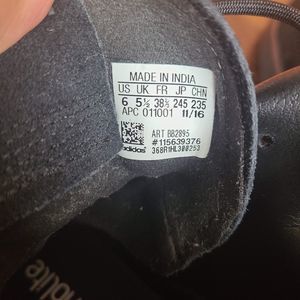 MADE IN INDIA
US UK FR JP CHN
6 5½ 38⅔ 245 235
APC 011001 11/16
ART BB2895
#115639376
adidas 368R1HL300253